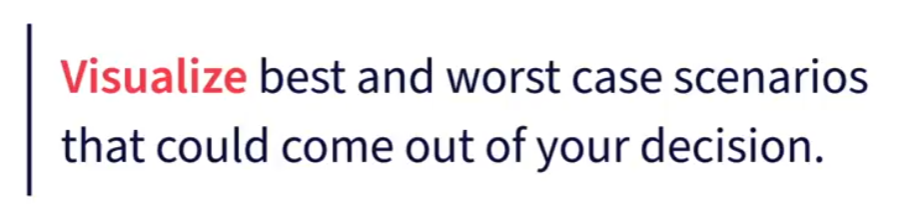 Visualize best and worst case scenarios
that could come out of your decision.